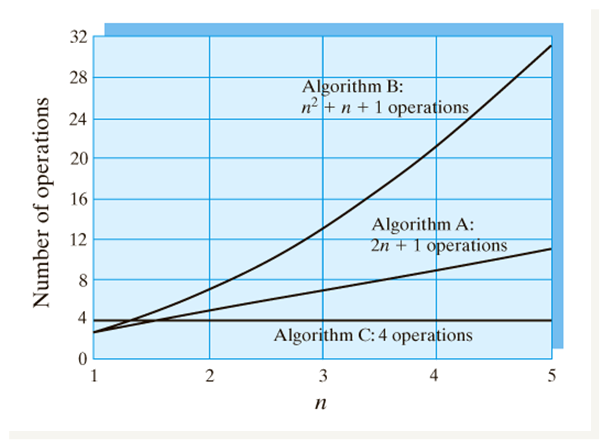 Number of operations
32
28
24
20
16
12
8
4
0
Algorithm B:
n² + n + 1 operations
Algorithm A:
2n + 1 operations
Algorithm C: 4 operations
1 2 3 4 5
n